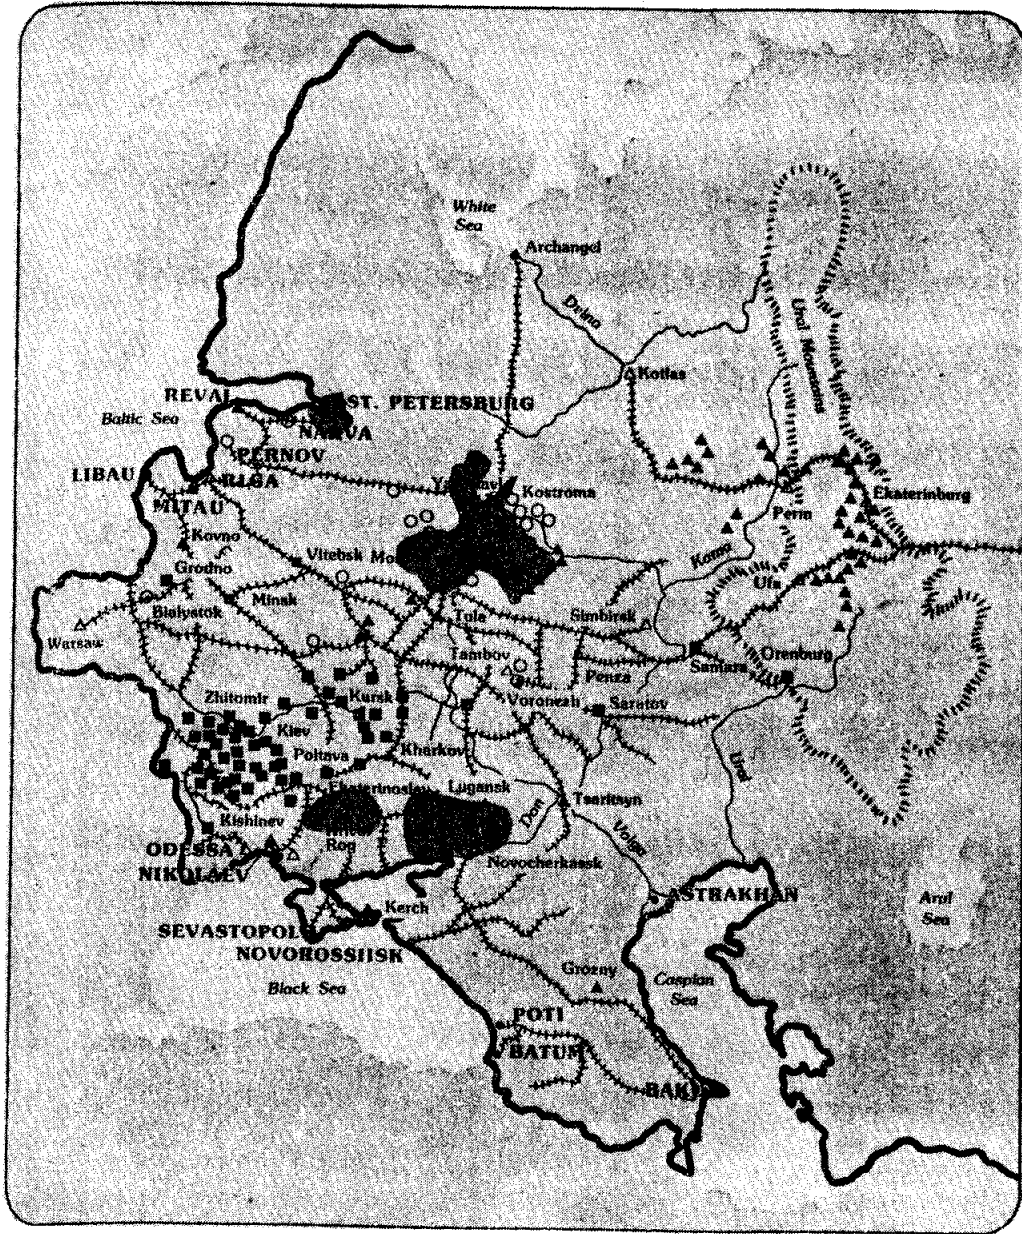 White
Sea
Archangel
Dvina
Ural Mountains
Kotlas
REVAL
ST. PETERSBURG
Baltic Sea
NARVA
PERNOV
LIBAU
RIGA
Kostroma
Ekaterinburg
MITAU
Perm
Kovno
Vitebsk
Kama
Grodno
Ufa
Minsk
Bialystok
Tula
Simbirsk
Warsaw
Tambov
Samara
Orenburg
Penza
Zhitomir
Kursk
Voronezh
Saratov
Kiev
Poltava
Kharkov
Ural
Ekaterinoslav
Lugansk
Tsaritsyn
Don
Volga
Kishinev
Rog
ODESSA
Novocherkassk
NIKOLAEV
ASTRAKHAN
Aral
Sea
Kerch
SEVASTOPOL
NOVOROSSIISK
Grozny
Caspian
Sea
Black Sea
POTI
BATUM
BAKU